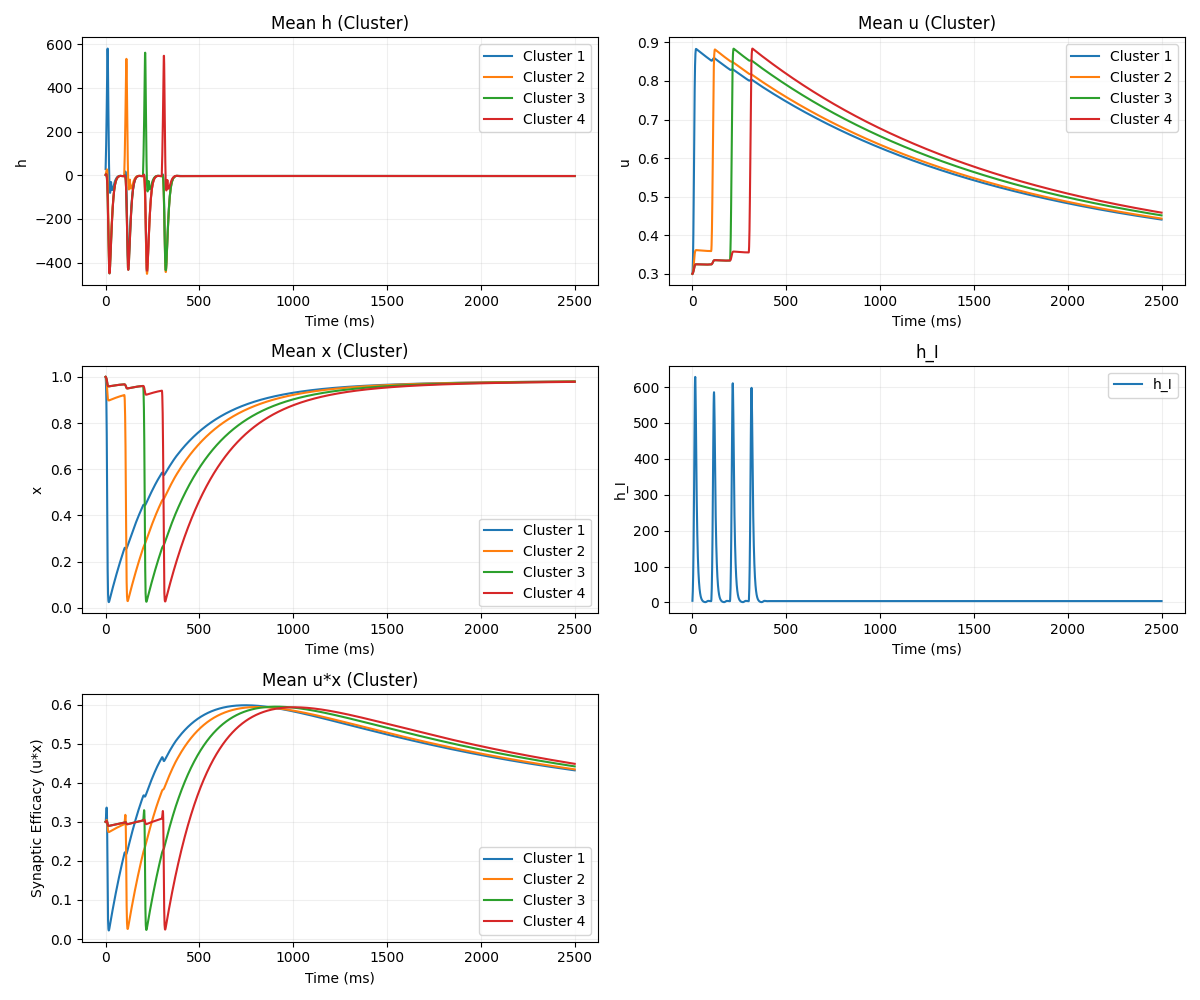 Mean h (Cluster)
600
400
200
0
−200
−400
h
0
500
1000
1500
2000
2500
Time (ms)
Cluster 1
Cluster 2
Cluster 3
Cluster 4
Mean u (Cluster)
0.9
0.8
0.7
0.6
0.5
0.4
0.3
u
0
500
1000
1500
2000
2500
Time (ms)
Cluster 1
Cluster 2
Cluster 3
Cluster 4
Mean x (Cluster)
1.0
0.8
0.6
0.4
0.2
0.0
x
0
500
1000
1500
2000
2500
Time (ms)
Cluster 1
Cluster 2
Cluster 3
Cluster 4
h_I
600
500
400
300
200
100
0
h_I
0
500
1000
1500
2000
2500
Time (ms)
h_I
Mean u*x (Cluster)
0.6
0.5
0.4
0.3
0.2
0.1
0.0
Synaptic Efficacy (u*x)
0
500
1000
1500
2000
2500
Time (ms)
Cluster 1
Cluster 2
Cluster 3
Cluster 4